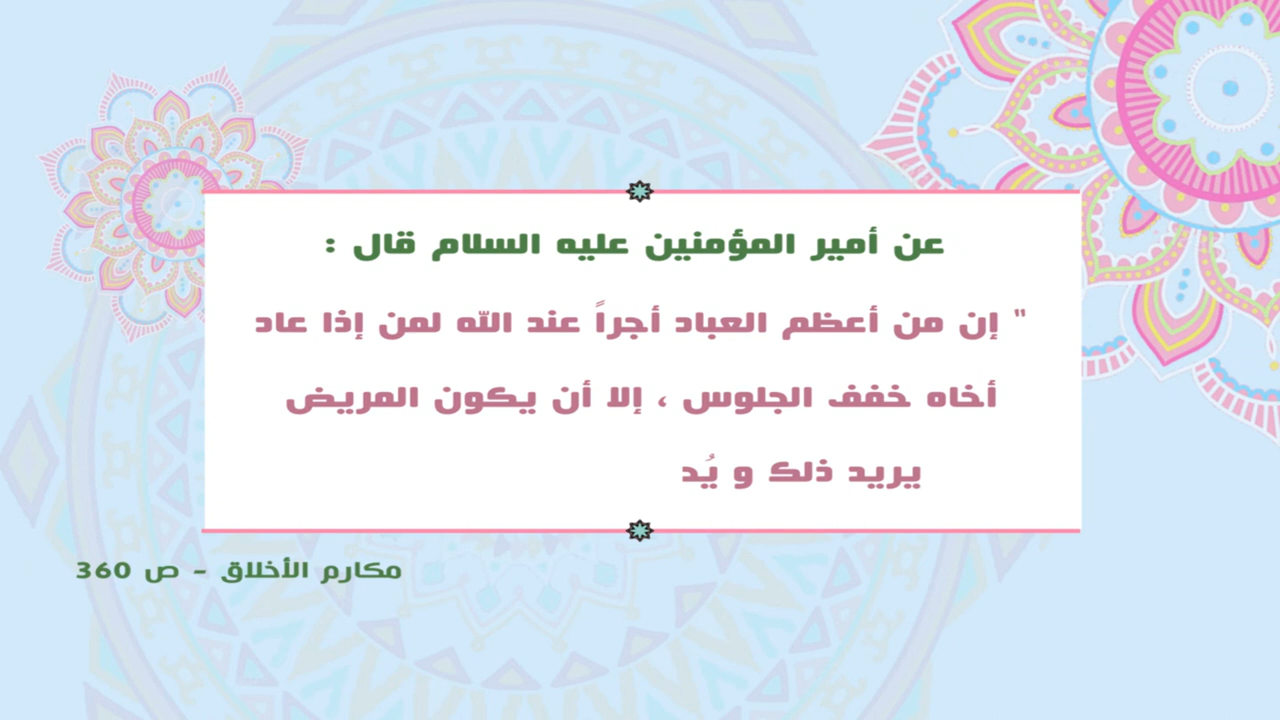 عن أمير المؤمنين عليه السلام قال :
" إن من أعظم العباد أجراً عند الله لمن إذا عاد
أخاه خفف الجلوس ، إلا أن يكون المريض
يريد ذلك و يُد
مكارم الأخلاق - ص 360